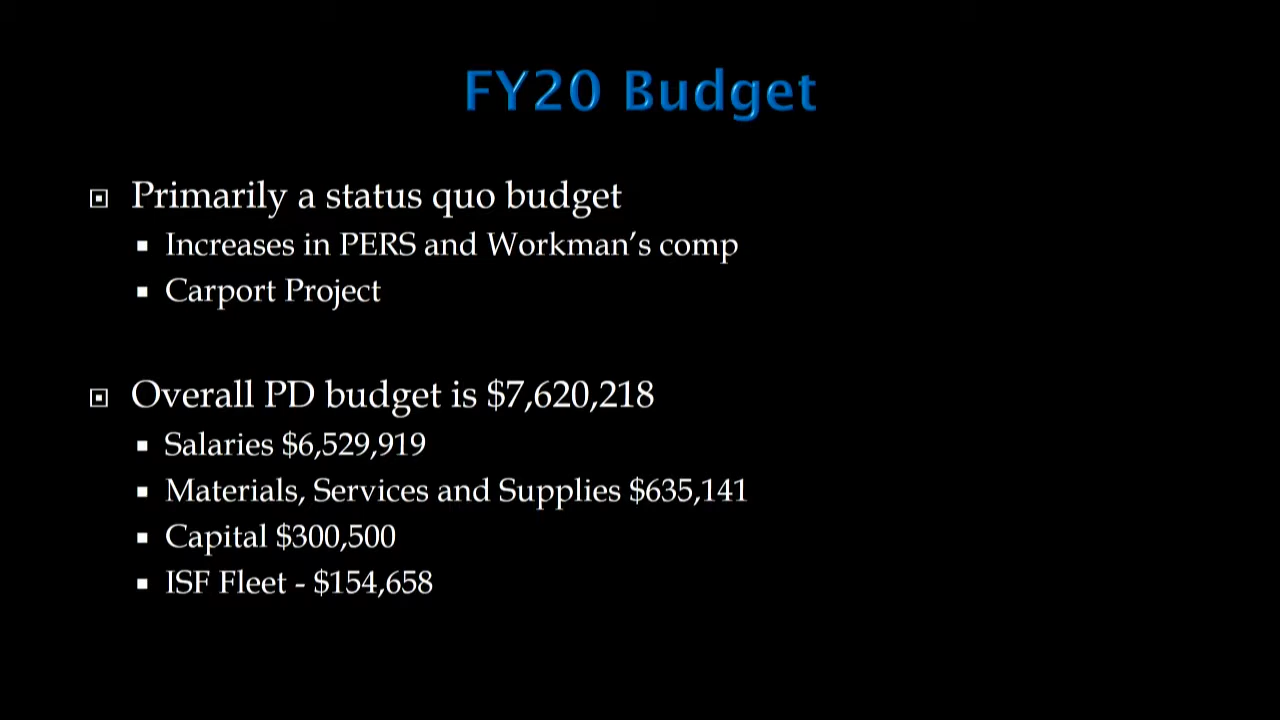 FY20 Budget
Primarily a status quo budget
Increases in PERS and Workman’s comp
Carport Project
Overall PD budget is $7,620,218
Salaries $6,529,919
Materials, Services and Supplies $635,141
Capital $300,500
ISF Fleet - $154,658